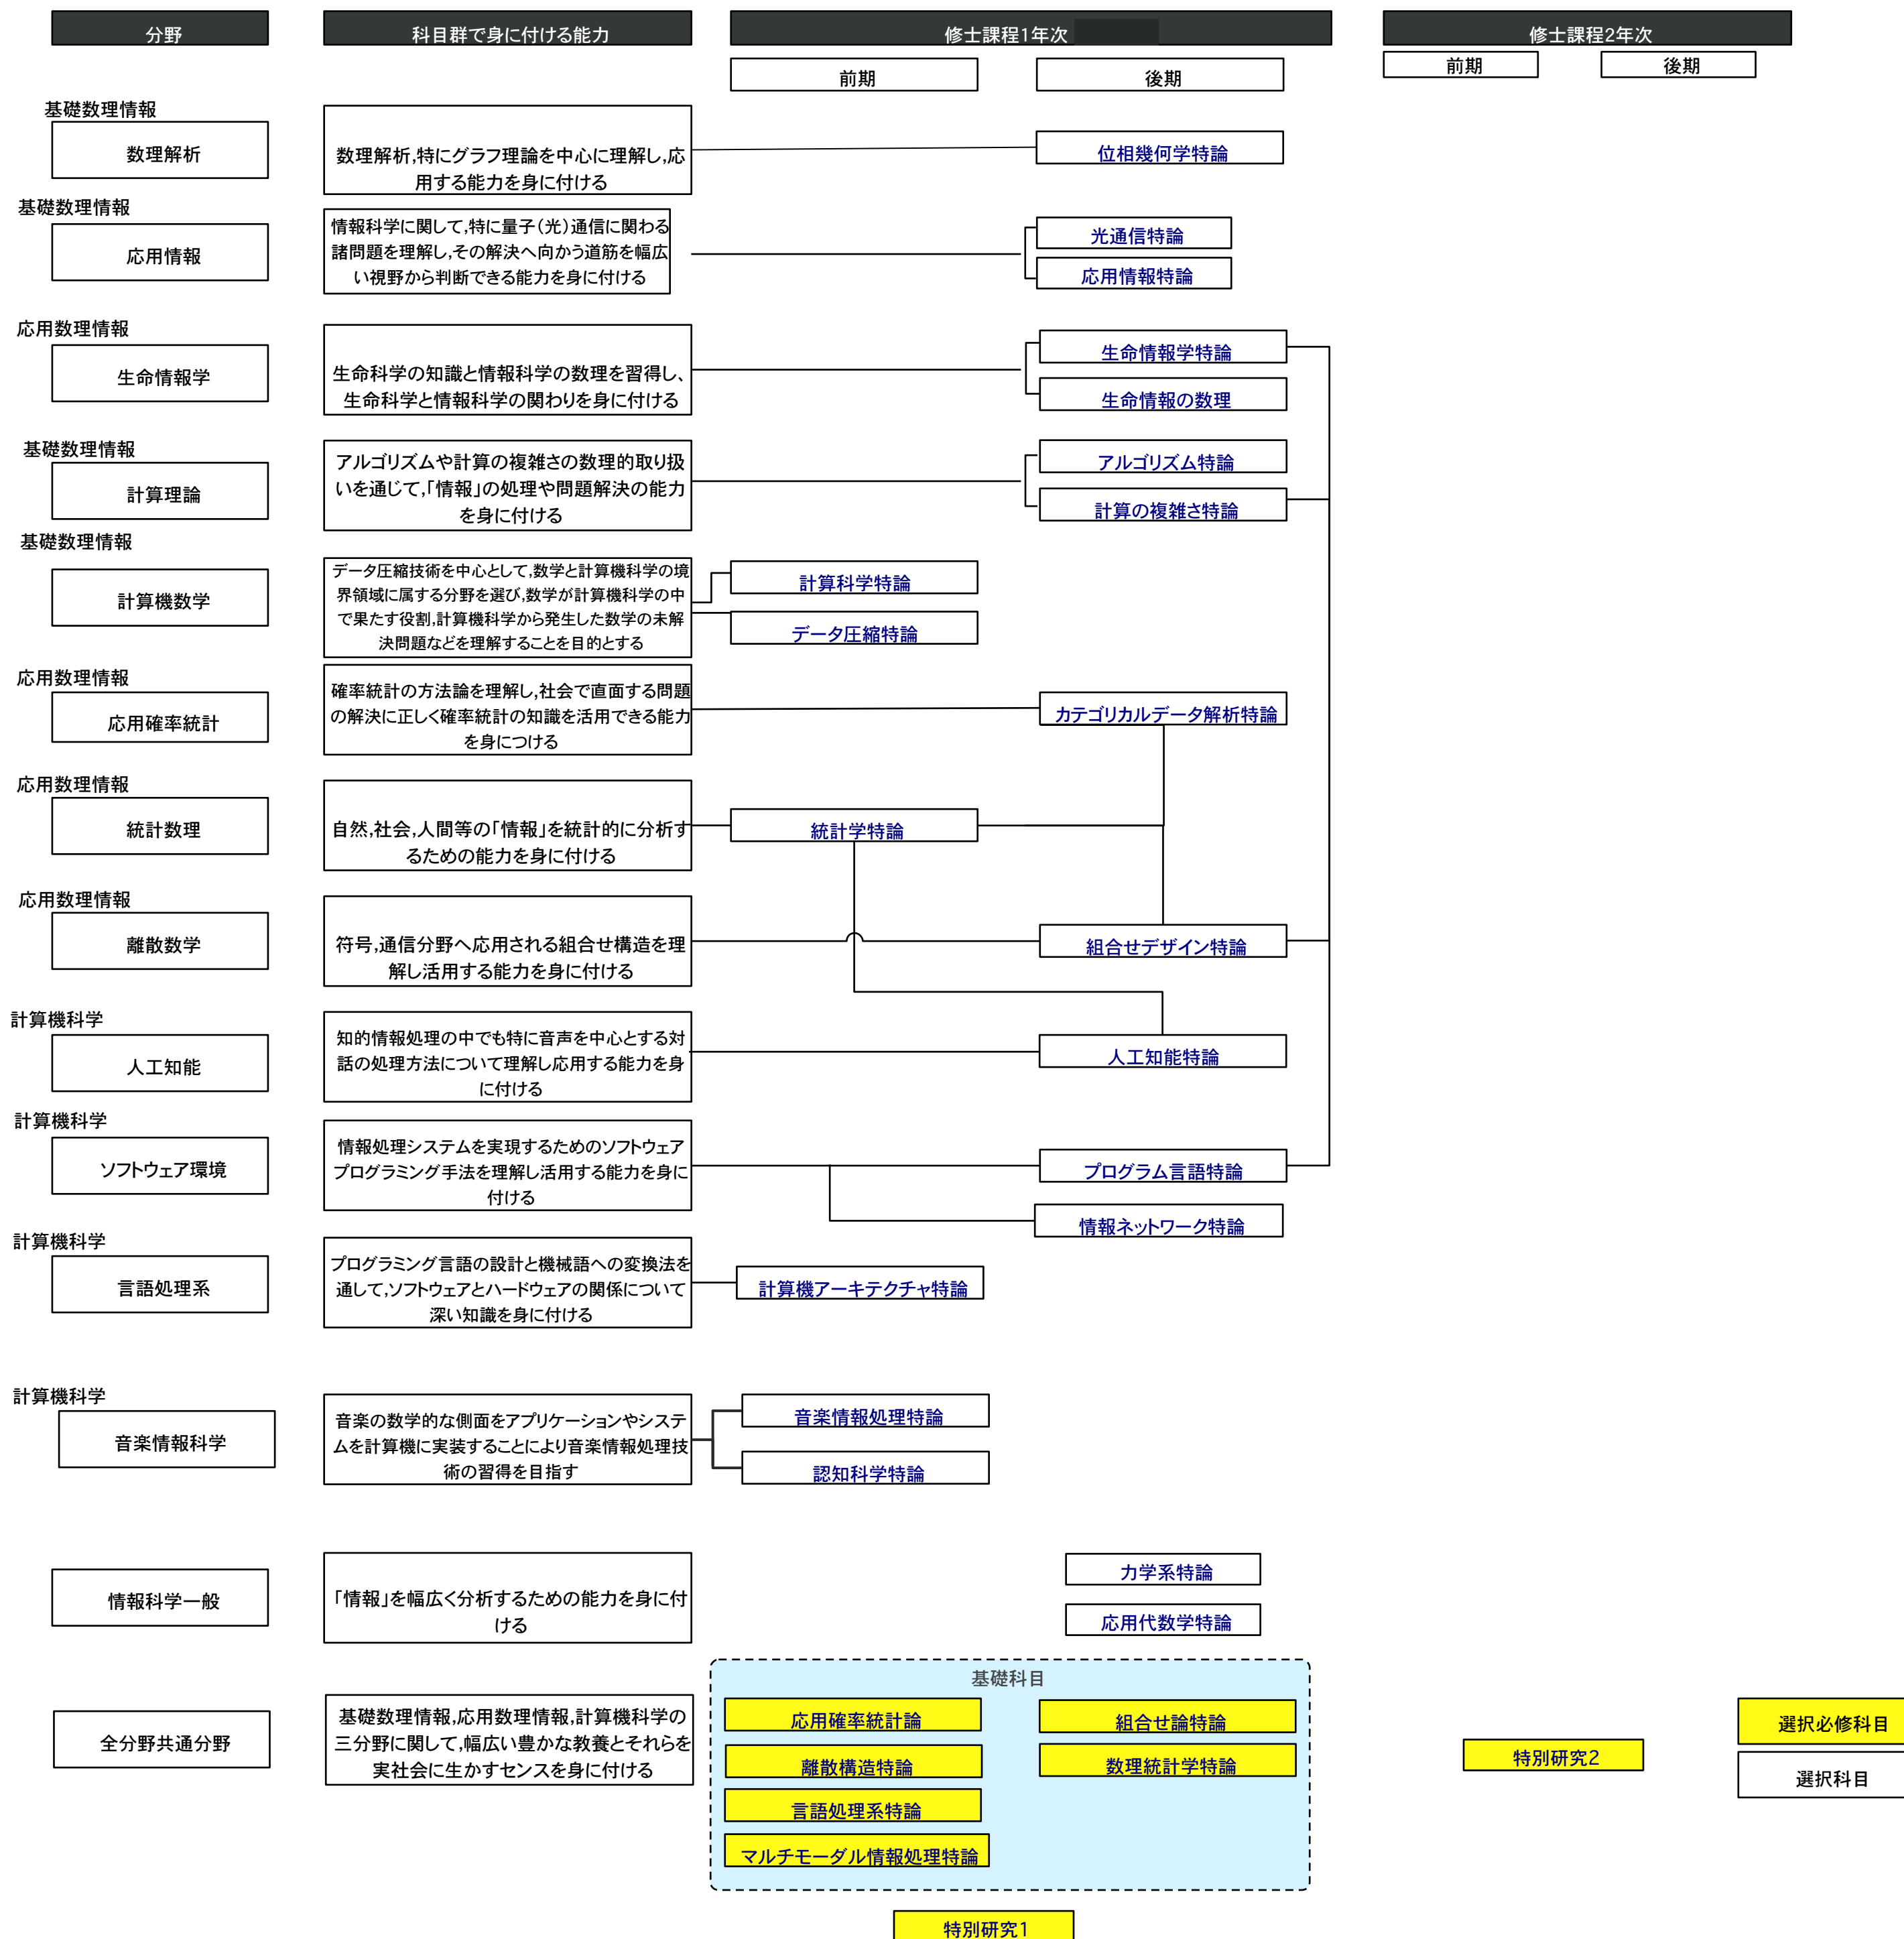 分野
科目群で身に付ける能力
修士課程1年次
修士課程2年次
前期
後期
前期
後期
基礎数理情報
数理解析
数理解析,特にグラフ理論を中心に理解し,応
用する能力を身に付ける
位相幾何学特論
基礎数理情報
応用情報
情報科学に関して,特に量子(光)通信に関わる
諸問題を理解し,その解決へ向かう道筋を幅広
い視野から判断できる能力を身に付ける
光通信特論
応用情報特論
応用数理情報
生命情報学
生命科学の知識と情報科学の数理を習得し、
生命科学と情報科学の関わりを身に付ける
生命情報学特論
生命情報の数理
基礎数理情報
計算理論
アルゴリズムや計算の複雑さの数理的取り扱
いを通じて,「情報」の処理や問題解決の能力
を身に付ける
アルゴリズム特論
計算の複雑さ特論
基礎数理情報
計算機数学
データ圧縮技術を中心として,数学と計算機科学の境
界領域に属する分野を選び,数学が計算機科学の中
で果たす役割,計算機科学から発生した数学の未解
決問題などを理解することを目的とする
計算科学特論
データ圧縮特論
応用数理情報
応用確率統計
確率統計の方法論を理解し,社会で直面する問題
の解決に正しく確率統計の知識を活用できる能力
を身につける
カテゴリカルデータ解析特論
応用数理情報
統計数理
自然,社会,人間等の「情報」を統計的に分析す
るための能力を身に付ける
統計学特論
応用数理情報
離散数学
符号,通信分野へ応用される組合せ構造を理
解し活用する能力を身に付ける
組合せデザイン特論
計算機科学
人工知能
知的情報処理の中でも特に音声を中心とする対
話の処理方法について理解し応用する能力を身
に付ける
人工知能特論
計算機科学
ソフトウェア環境
情報処理システムを実現するためのソフトウェア
プログラミング手法を理解し活用する能力を身に
付ける
プログラム言語特論
情報ネットワーク特論
計算機科学
言語処理系
プログラミング言語の設計と機械語への変換法を
通して,ソフトウェアとハードウェアの関係について
深い知識を身に付ける
計算機アーキテクチャ特論
計算機科学
音楽情報科学
音楽の数学的な側面をアプリケーションやシステ
ムを計算機に実装することにより音楽情報処理技
術の習得を目指す
音楽情報処理特論
認知科学特論
情報科学一般
「情報」を幅広く分析するための能力を身に付
ける
力学系特論
応用代数学特論
全分野共通分野
基礎数理情報,応用数理情報,計算機科学の
三分野に関して,幅広い豊かな教養とそれらを
実社会に生かすセンスを身に付ける
基礎科目
応用確率統計論
組合せ論特論
離散構造特論
数理統計学特論
言語処理系特論
マルチモーダル情報処理特論
特別研究2
選択必修科目
選択科目
特別研究1